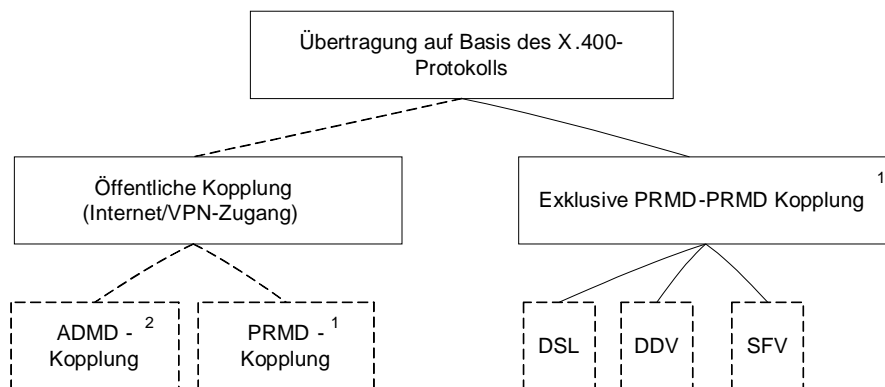 Übertragung auf Basis des X.400-
Protokolls
Öffentliche Kopplung
(Internet/VPN-Zugang)
Exklusive PRMD-PRMD Kopplung 1
ADMD - 2
Kopplung
PRMD - 1
Kopplung
DSL
DDV
SFV